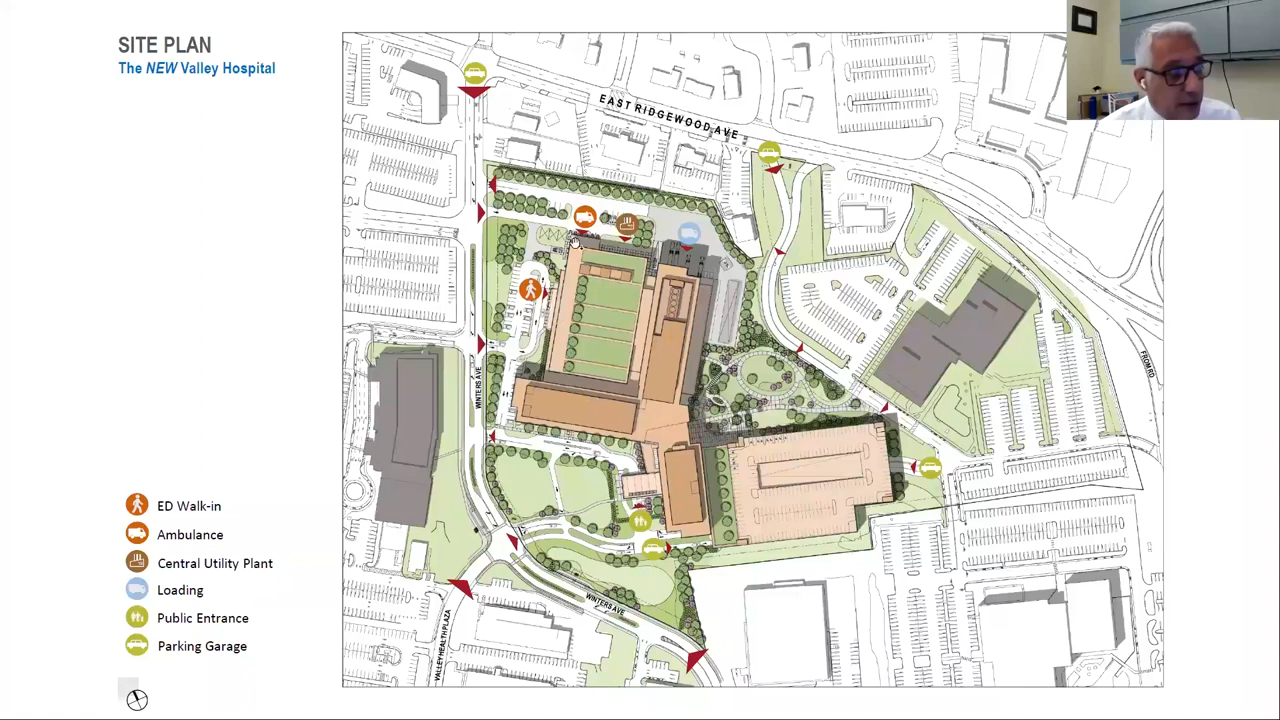 SITE PLAN
The NEW Valley Hospital
EAST RIDGEWOOD AVE
WINTERS AVE
WINTERS AVE
VALLEY HEALTH PLAZA
ED Walk-in
Ambulance
Central Utility Plant
Loading
Public Entrance
Parking Garage